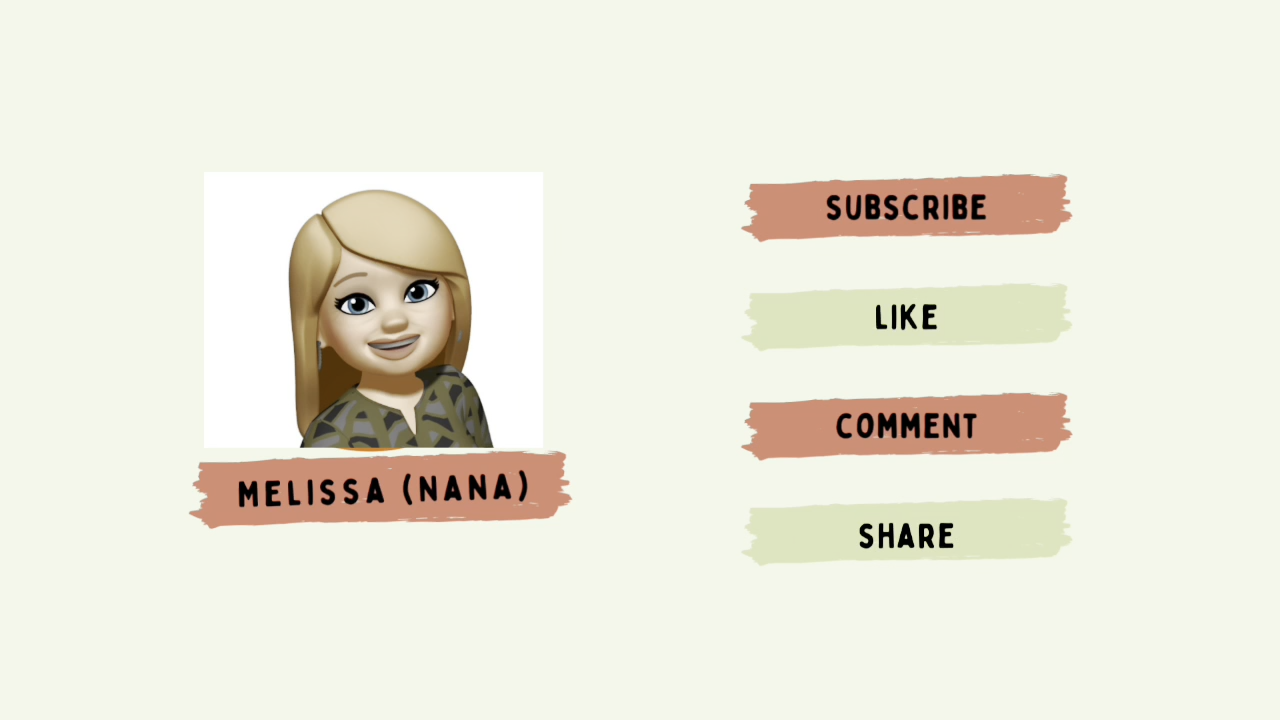 MELISSA (NANA)
SUBSCRIBE
LIKE
COMMENT
SHARE